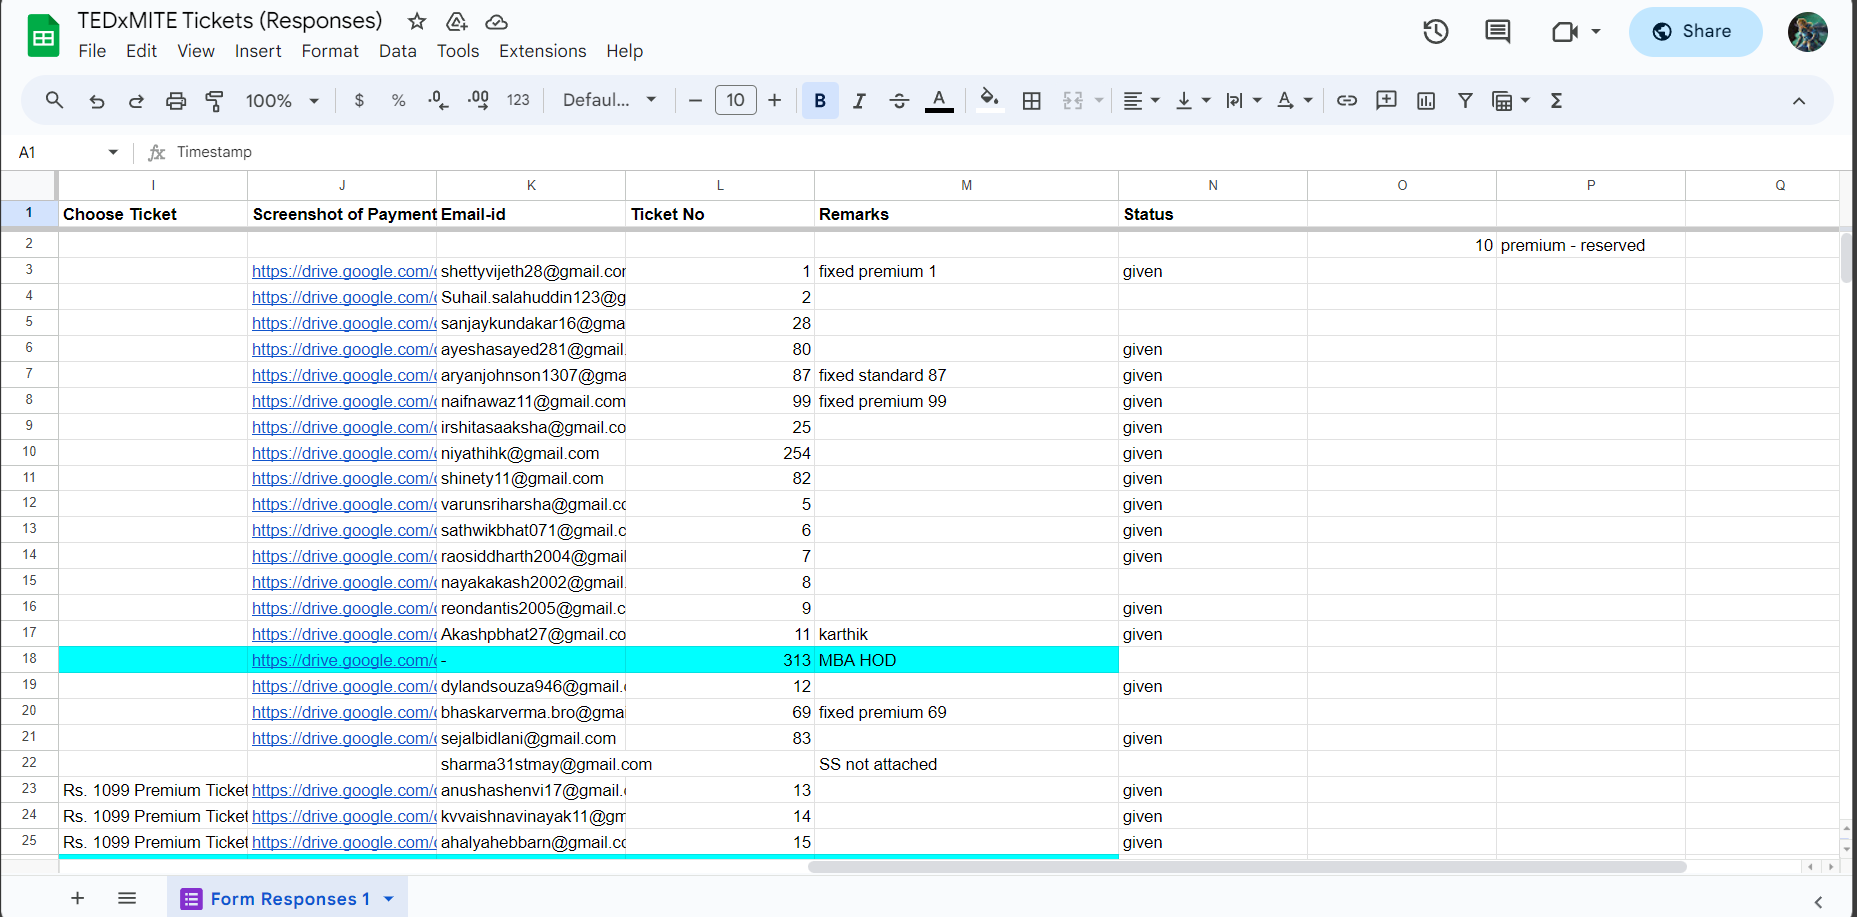 TEDxMITE Tickets (Responses)
File Edit View Insert Format Data Tools Extensions Help
Share
100% $ % .0 .00 123 Defaul... 10 B I A
A1 fx Timestamp
I J K L M N O P Q
1 Choose Ticket Screenshot of Payment Email-id Ticket No Remarks Status
2 10 premium - reserved
3 https://drive.google.com/ shettyvijeth28@gmail.com 1 fixed premium 1 given
4 https://drive.google.com/ Suhail.salahuddin123@g 2
5 https://drive.google.com/ sanjaykundakar16@gma 28
6 https://drive.google.com/ ayeshasayed281@gmail. 80 given
7 https://drive.google.com/ aryanjohnson1307@gma 87 fixed standard 87 given
8 https://drive.google.com/ naifnawaz11@gmail.com 99 fixed premium 99 given
9 https://drive.google.com/ irshitasaaksha@gmail.co 25 given
10 https://drive.google.com/ niyathihk@gmail.com 254 given
11 https://drive.google.com/ shinety11@gmail.com 82 given
12 https://drive.google.com/ varunsriharsha@gmail.cc 5 given
13 https://drive.google.com/ sathwikbhat071@gmail.c 6 given
14 https://drive.google.com/ raosiddharth2004@gmail 7 given
15 https://drive.google.com/ nayakakash2002@gmail. 8
16 https://drive.google.com/ reondantis2005@gmail.c 9 given
17 https://drive.google.com/ Akashpbhat27@gmail.co 11 karthik given
18 https://drive.google.com/ - 313 MBA HOD
19 https://drive.google.com/ dylandsouza946@gmail. 12 given
20 https://drive.google.com/ bhaskarverma.bro@gma 69 fixed premium 69
21 https://drive.google.com/ sejalbidlani@gmail.com 83 given
22 sharma31stmay@gmail.com SS not attached
23 Rs. 1099 Premium Ticket https://drive.google.com/ anushashenvi17@gmail. 13 given
24 Rs. 1099 Premium Ticket https://drive.google.com/ kvvaishnavinayak11@gm 14 given
25 Rs. 1099 Premium Ticket https://drive.google.com/ ahalyahebbarn@gmail.cc 15 given
Form Responses 1